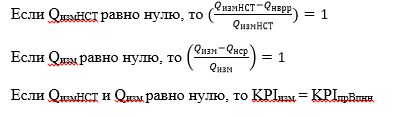 Если QизмНСТ равно нулю, то (QизмНСТ−Qнврр / QизмНСТ) = 1
Если Qизм равно нулю, то (Qизм−Qнср / Qизм) = 1
Если QизмНСТ и Qизм равно нулю, то KPIизм = KPIпрВпнн